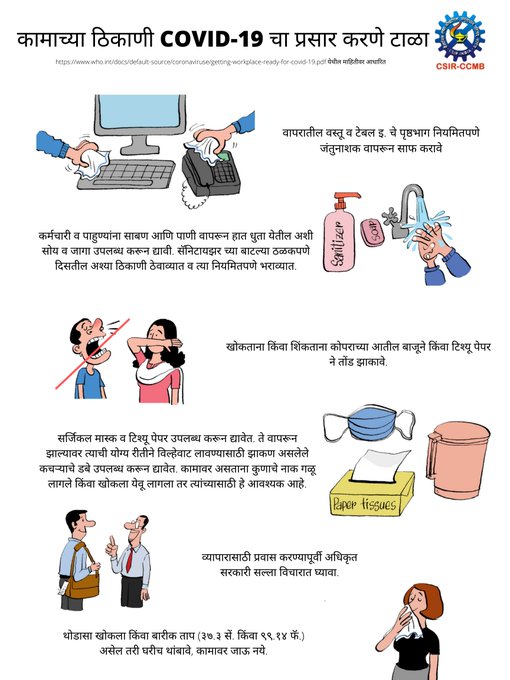 कामाच्या ठिकाणी COVID-19 चा प्रसार करणे टाळा
https://www.who.int/docs/default-source/coronaviruse/getting-workplace-ready-for-covid-19.pdf येथील माहितीवर आधारित
CSIR-CCMB
वापरातील वस्तू व टेबल इ. चे पृष्ठभाग नियमितपणे
जंतुनाशक वापरून साफ करावे
कर्मचारी व पाहुण्यांना साबण आणि पाणी वापरून हात धुता येतील अशी
सोय व जागा उपलब्ध करून द्यावी. सॅनिटायझर च्या बाटल्या ठळकपणे
दिसतील अश्या ठिकाणी ठेवाव्यात व त्या नियमितपणे भराव्यात.
Sanitizer
Soap
खोकताना किंवा शिंकताना कोपराच्या आतील बाजूने किंवा टिश्यू पेपर
ने तोंड झाकावे.
सर्जिकल मास्क व टिश्यू पेपर उपलब्ध करून द्यावेत. ते वापरून
झाल्यावर त्याची योग्य रीतीने विल्हेवाट लावण्यासाठी झाकण असलेले
कचऱ्याचे डबे उपलब्ध करून द्यावेत. कामावर असताना कुणाचे नाक गळू
लागले किंवा खोकला येवू लागला तर त्यांच्यासाठी हे आवश्यक आहे.
Paper tissues
व्यापारासाठी प्रवास करण्यापूर्वी अधिकृत
सरकारी सल्ला विचारात घ्यावा.
थोडासा खोकला किंवा बारीक ताप (३७.३ सें. किंवा ९९.१४ फॅ.)
असेल तरी घरीच थांबावे, कामावर जाऊ नये.